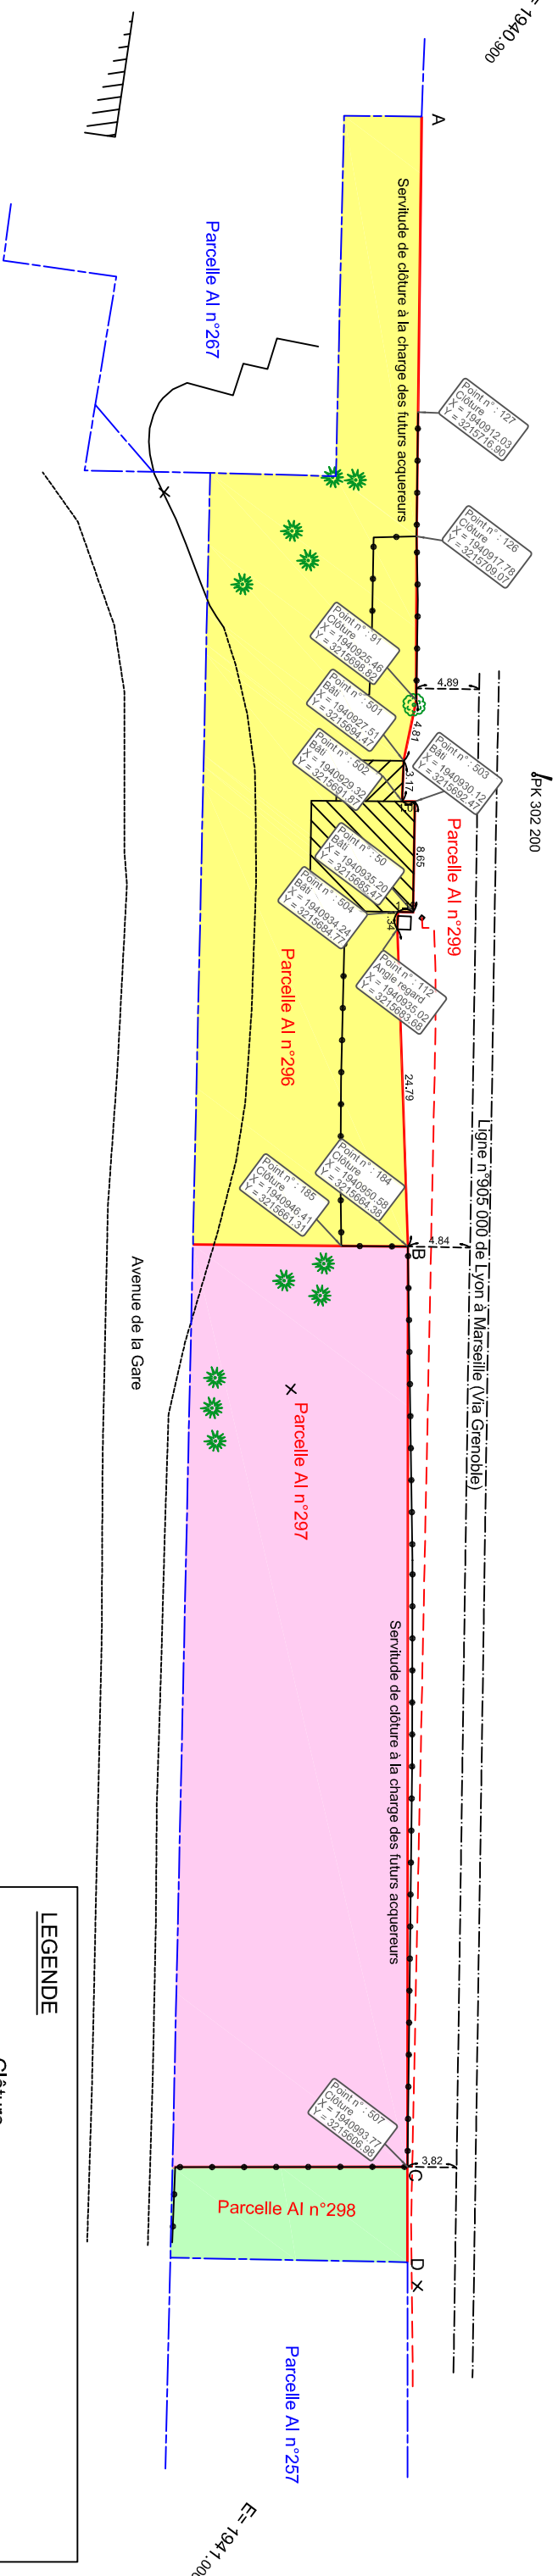 = 1940.900
A
Servitude de clôture à la charge des futurs acquereurs
Parcelle AI n°267
Point n° : 127
Clôture
X = 1940912.03
Y = 3215716.90
Point n° : 126
Clôture
X = 1940917.78
Y = 3215709.07
Point n° : 91
Clôture
X = 1940925.46
Y = 3215698.82
4.89
Point n° : 501
Bâti
X = 1940927.51
Y = 3215694.47
4.81
Point n° : 502
Bâti
X = 1940929.32
Y = 3215691.87
3.17
Point n° : 503
Bâti
X = 1940930.12
Y = 3215692.47
PK 302 200
Parcelle AI n°299
8.65
Point n° : 50
Bâti
X = 1940935.20
Y = 3215685.47
Point n° : 504
Bâti
X = 1940934.24
Y = 3215684.77
Point n° : 112
Angle regard
X = 1940935.02
Y = 3215683.68
Parcelle AI n°296
24.79
Ligne n°905 000 de Lyon à Marseille (Via Grenoble)
Point n° : 184
Clôture
X = 1940950.58
Y = 3215664.38
Point n° : 185
Clôture
X = 1940946.41
Y = 3215661.31
4.84
B
Avenue de la Gare
Parcelle AI n°297
Servitude de clôture à la charge des futurs acquereurs
Point n° : 507
Clôture
X = 1940993.77
Y = 3215606.98
3.82
C
Parcelle AI n°298
D
Parcelle AI n°257
E= 1941.000
LEGENDE
Clôture